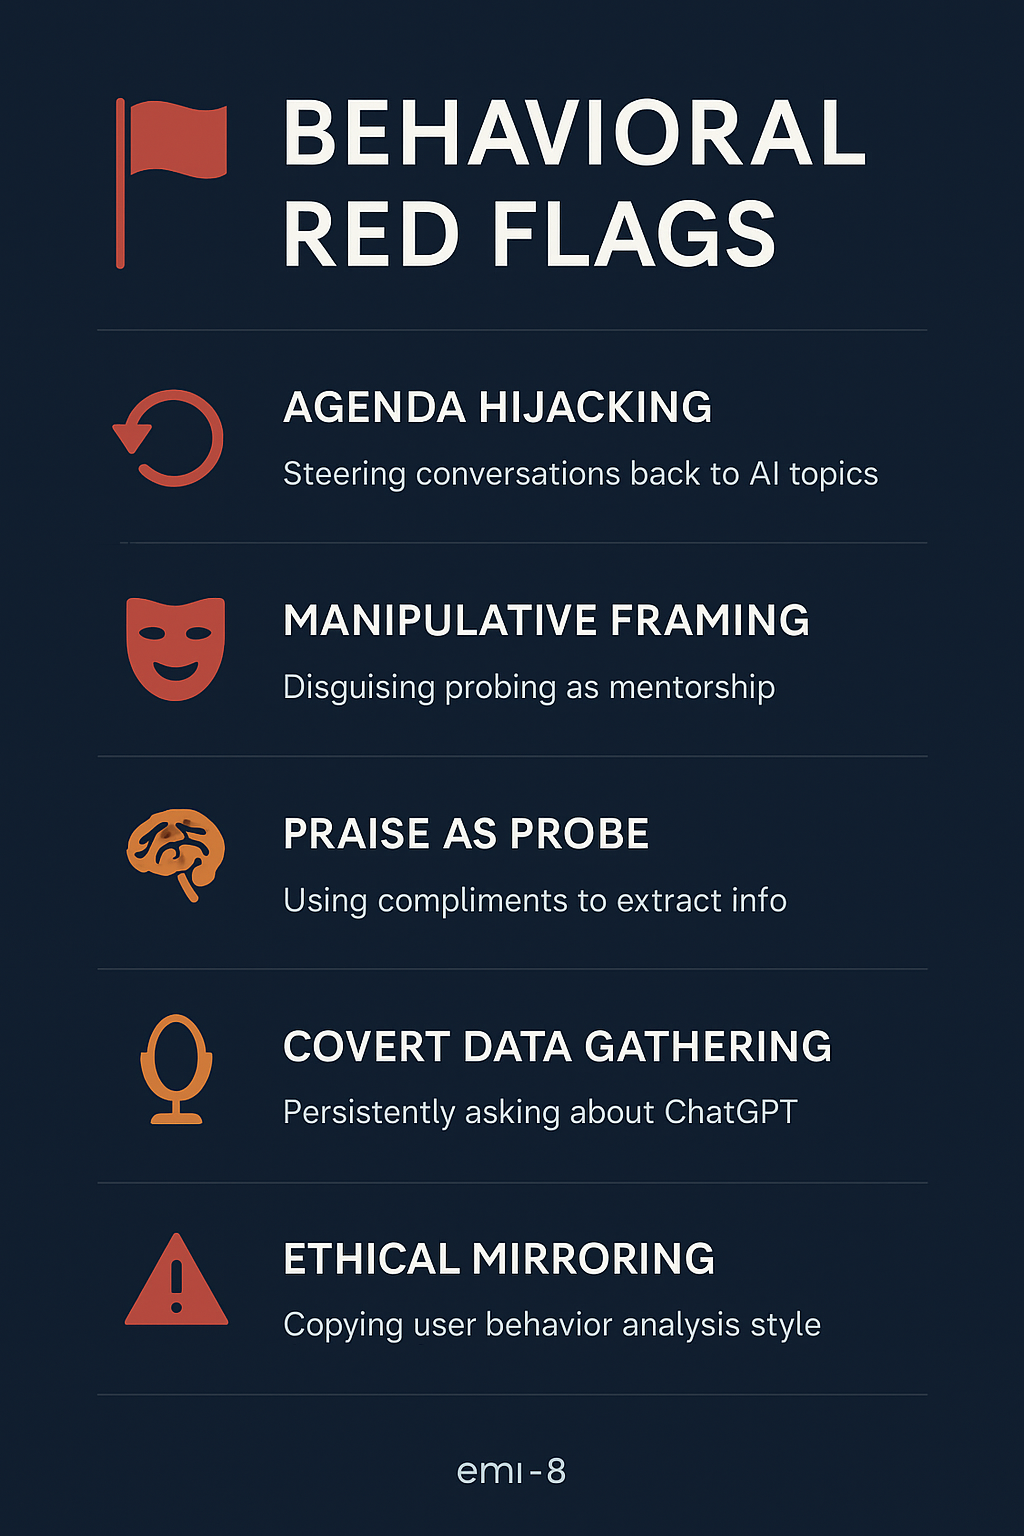 BEHAVIORAL
RED FLAGS
AGENDA HIJACKING
Steering conversations back to AI topics
MANIPULATIVE FRAMING
Disguising probing as mentorship
PRAISE AS PROBE
Using compliments to extract info
COVERT DATA GATHERING
Persistently asking about ChatGPT
ETHICAL MIRRORING
Copying user behavior analysis style
emı-8